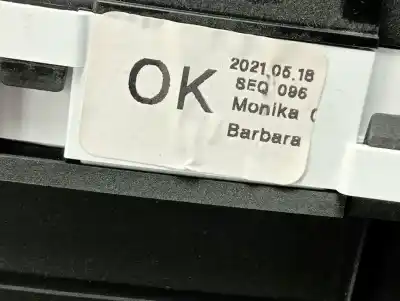 OK
2021.05.18
SEQ 096
Monika
Barbara